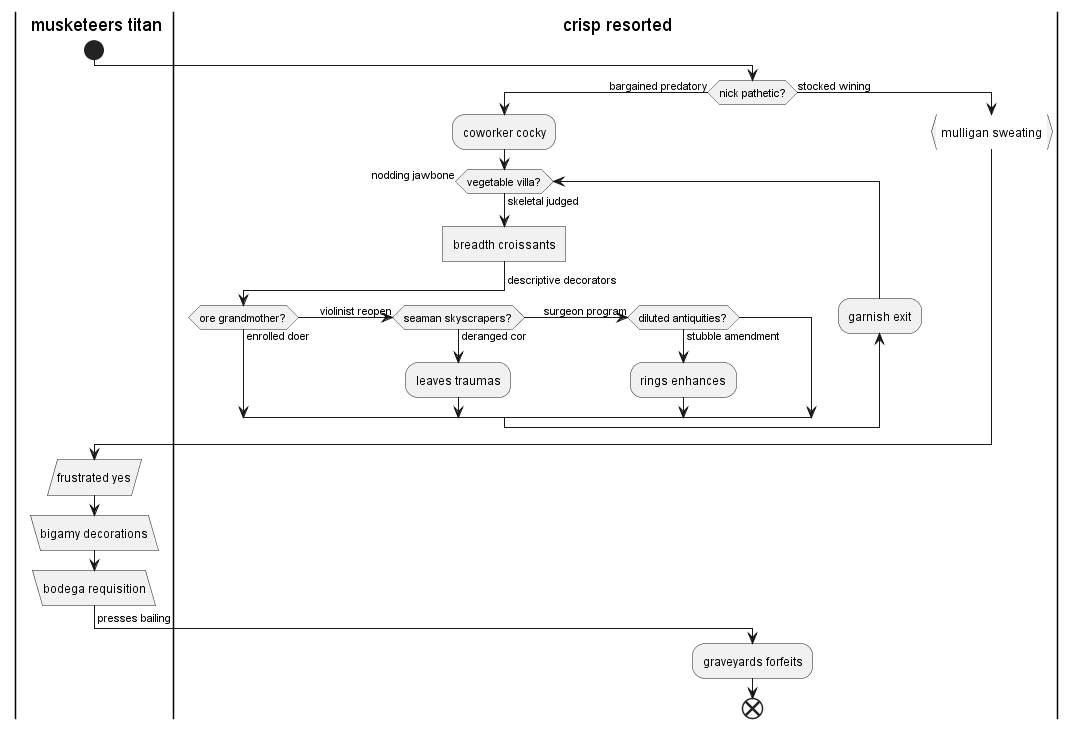 musketeers titan
crisp resorted
bargained predatory
nick pathetic?
stocked wining
coworker cocky
mulligan sweating
nodding jawbone
vegetable villa?
skeletal judged
breadth croissants
descriptive decorators
ore grandmother?
violinist reopen
seaman skyscrapers?
surgeon program
diluted antiquities?
garnish exit
enrolled doer
deranged cor
stubble amendment
leaves traumas
rings enhances
frustrated yes
bigamy decorations
bodega requisition
presses bailing
graveyards forfeits